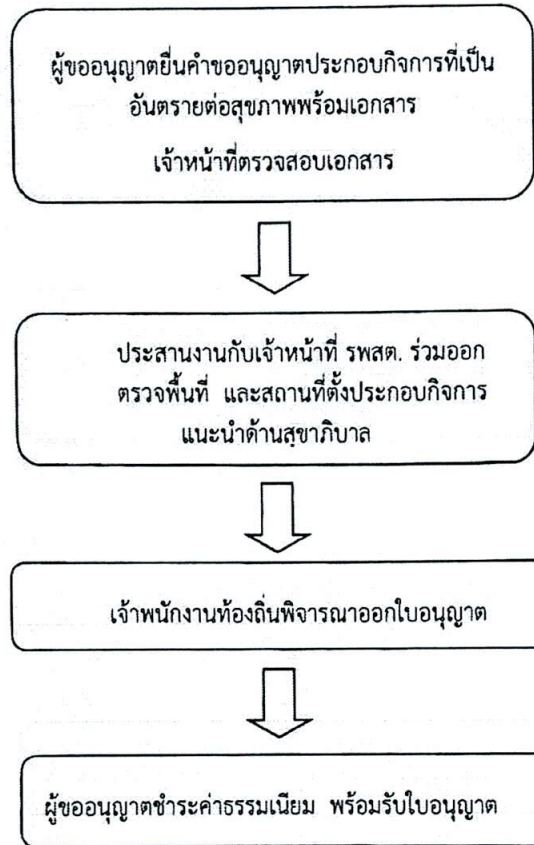 ผู้ขออนุญาตยื่นคำขออนุญาตประกอบกิจการที่เป็น
อันตรายต่อสุขภาพพร้อมเอกสาร
เจ้าหน้าที่ตรวจสอบเอกสาร
ประสานงานกับเจ้าหน้าที่ รพสต. ร่วมออก
ตรวจพื้นที่ และสถานที่ตั้งประกอบกิจการ
แนะนำด้านสุขาภิบาล
เจ้าพนักงานท้องถิ่นพิจารณาออกใบอนุญาต
ผู้ขออนุญาตชำระค่าธรรมเนียม พร้อมรับใบอนุญาต